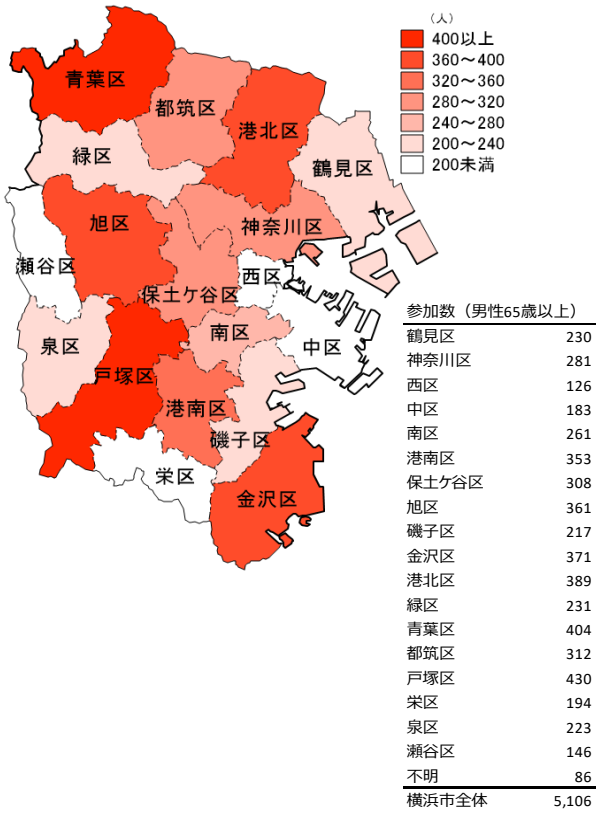 （人）
400以上
360～400
320～360
280～320
240～280
200～240
200未満
青葉区
都筑区
港北区
緑区
鶴見区
旭区
神奈川区
瀬谷区
西区
保土ケ谷区
泉区
南区
中区
戸塚区
港南区
磯子区
栄区
金沢区
参加数（男性65歳以上）
鶴見区 230
神奈川区 281
西区 126
中区 183
南区 261
港南区 353
保土ケ谷区 308
旭区 361
磯子区 217
金沢区 371
港北区 389
緑区 231
青葉区 404
都筑区 312
戸塚区 430
栄区 194
泉区 223
瀬谷区 146
不明 86
横浜市全体 5,106